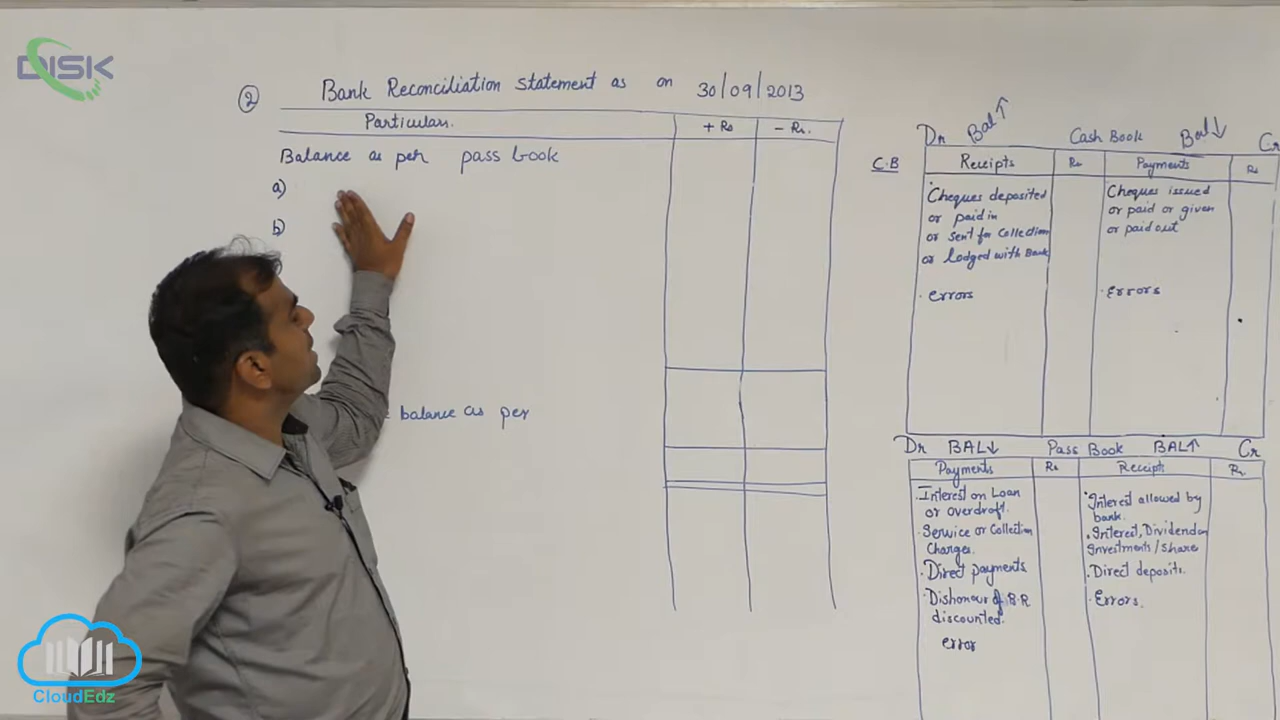 DISK
② Bank Reconciliation statement as on 30/09/2013
Particulars. + Rs - Rs.
Balance as per pass book
a)
b)
balance as per
Dr Bal↑ Cash Book Bal↓ Cr
C.B Receipts Rs Payments Rs
· Cheques deposited
or paid in
or sent for collection
or lodged with Bank
· errors
Cheques issued
or paid or given
or paid out
· Errors
Dr BAL↓ Pass Book BAL↑ Cr
Payments Rs Receipts Rs
· Interest on Loan
or overdraft.
· Service or Collection
Charges.
· Direct payments
· Dishonour of B.R
discounted.
error
· Interest allowed by
bank.
· Interest, Dividend on
Investments/Share
· Direct deposits.
· Errors.
CloudEdz